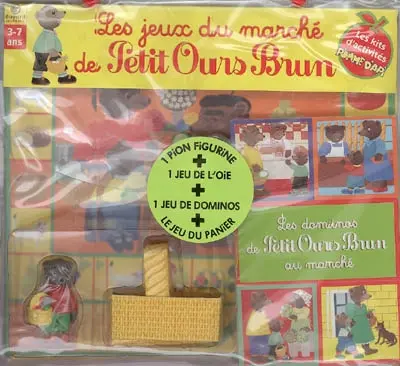 3-7
ans
Les jeux du marché
de Petit Ours Brun
Les kits
d'activités
POMME D'API
1 PION FIGURINE
+
1 JEU DE L'OIE
+
1 JEU DE DOMINOS
+
LE JEU DU PANIER
Les dominos
de Petit Ours Brun
au marché